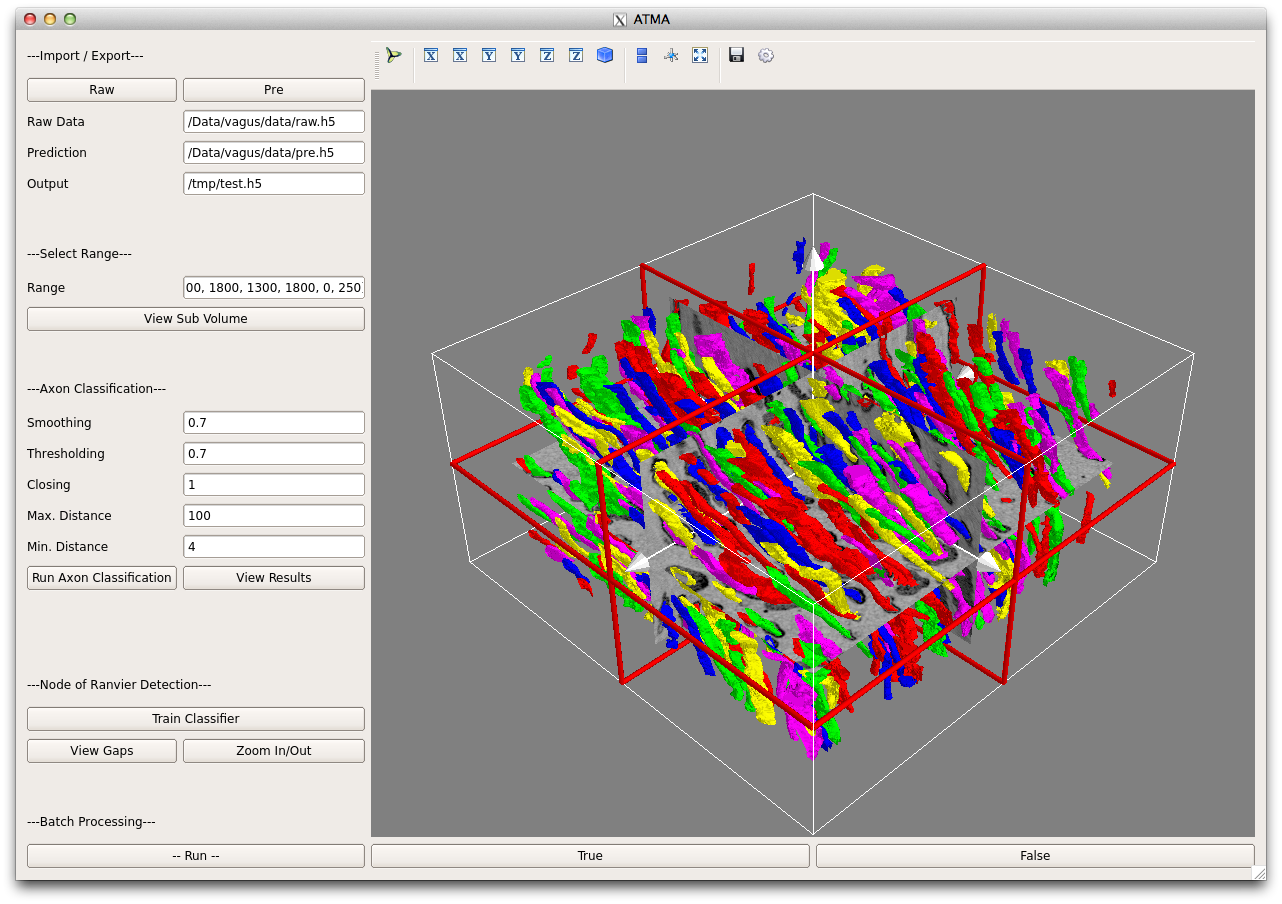 ATMA
---Import / Export---
Raw Pre
Raw Data /Data/vagus/data/raw.h5
Prediction /Data/vagus/data/pre.h5
Output /tmp/test.h5
---Select Range---
Range 00, 1800, 1300, 1800, 0, 250
View Sub Volume
---Axon Classification---
Smoothing 0.7
Thresholding 0.7
Closing 1
Max. Distance 100
Min. Distance 4
Run Axon Classification View Results
---Node of Ranvier Detection---
Train Classifier
View Gaps Zoom In/Out
---Batch Processing---
-- Run --
X X Y Y Z Z
True False